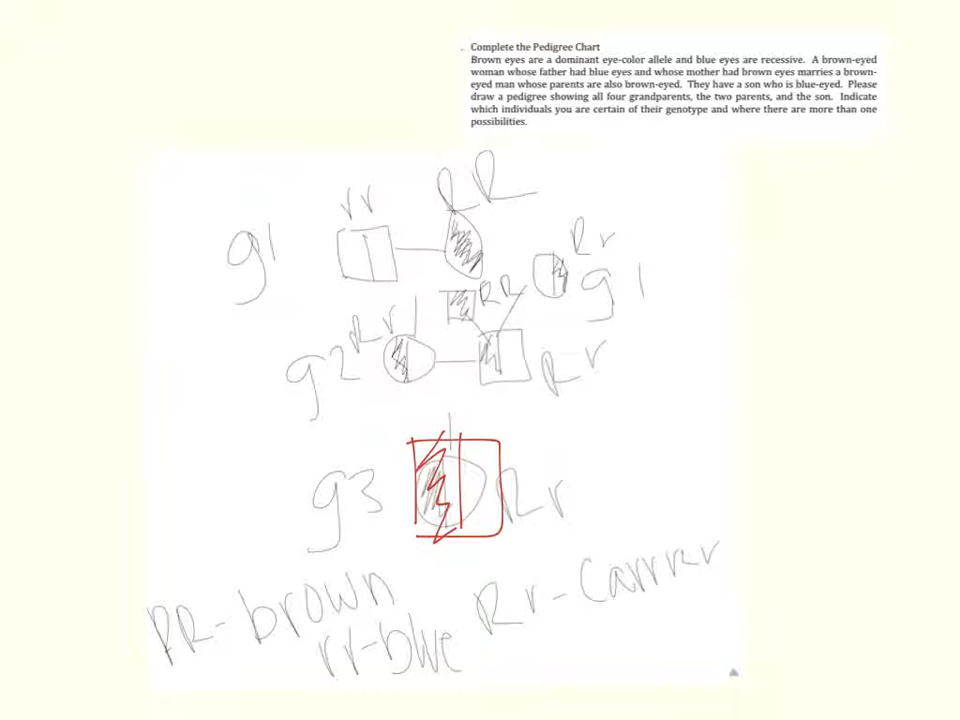 . Complete the Pedigree Chart
Brown eyes are a dominant eye-color allele and blue eyes are recessive. A brown-eyed
woman whose father had blue eyes and whose mother had brown eyes marries a brown-
eyed man whose parents are also brown-eyed. They have a son who is blue-eyed. Please
draw a pedigree showing all four grandparents, the two parents, and the son. Indicate
which individuals you are certain of their genotype and where there are more than one
possibilities.
rr RR
g1
Rr
RR g1
Rr
g2 Rr
g3 Rr
RR-brown Rr-Carrier
rr-blue